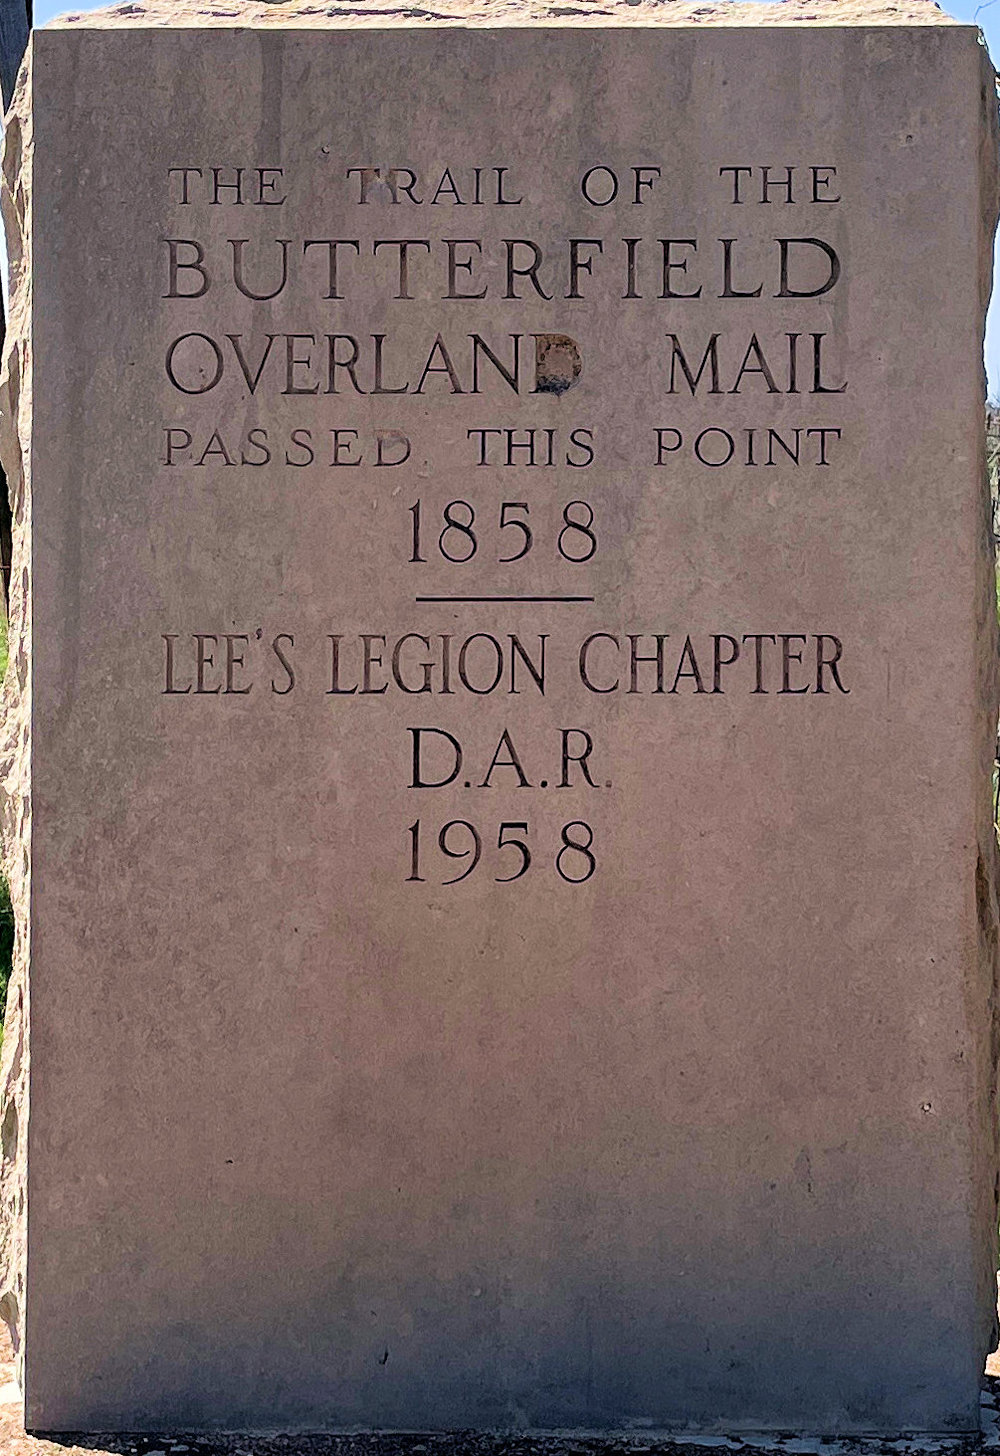 THE TRAIL OF THE
BUTTERFIELD
OVERLAND MAIL
PASSED THIS POINT
1858
LEE'S LEGION CHAPTER
D.A.R.
1958